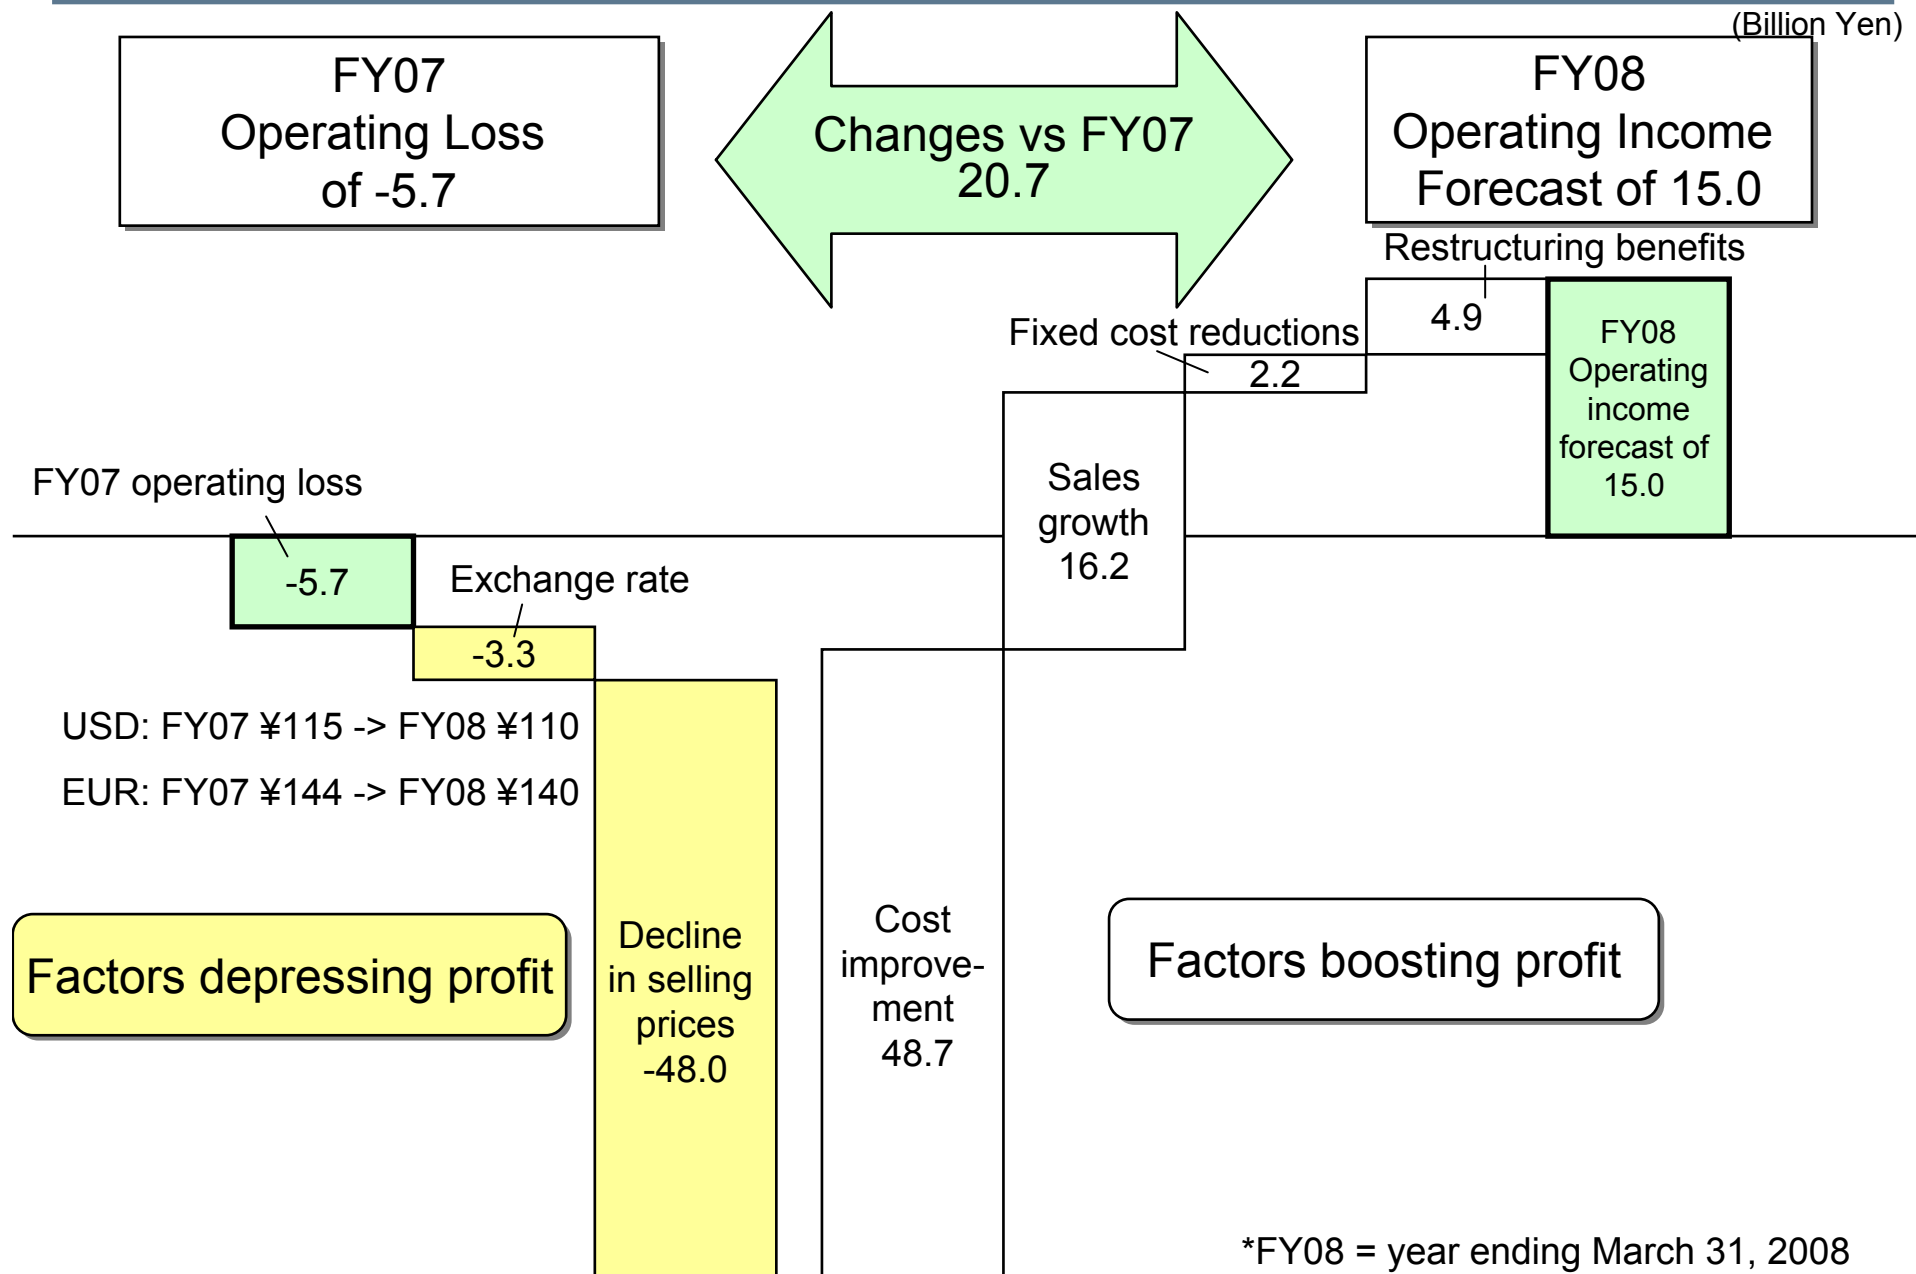 (Billion Yen)
FY07
Operating Loss
of -5.7
Changes vs FY07
20.7
FY08
Operating Income
Forecast of 15.0
Restructuring benefits
4.9
Fixed cost reductions
2.2
FY08
Operating
income
forecast of
15.0
Sales
growth
16.2
FY07 operating loss
-5.7
Exchange rate
-3.3
USD: FY07 ¥115 -> FY08 ¥110
EUR: FY07 ¥144 -> FY08 ¥140
Factors depressing profit
Decline
in selling
prices
-48.0
Cost
improve-
ment
48.7
Factors boosting profit
*FY08 = year ending March 31, 2008